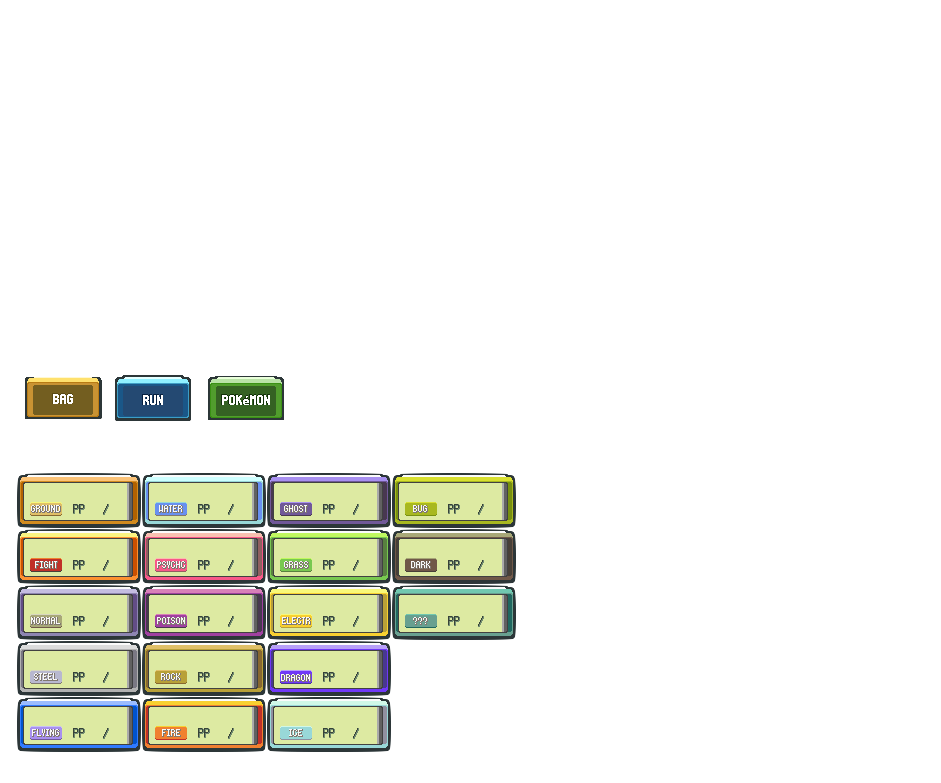 BAG RUN POKéMON
GROUND PP / WATER PP / GHOST PP / BUG PP /
FIGHT PP / PSYCHC PP / GRASS PP / DARK PP /
NORMAL PP / POISON PP / ELECTR PP / ??? PP /
STEEL PP / ROCK PP / DRAGON PP /
FLYING PP / FIRE PP / ICE PP /